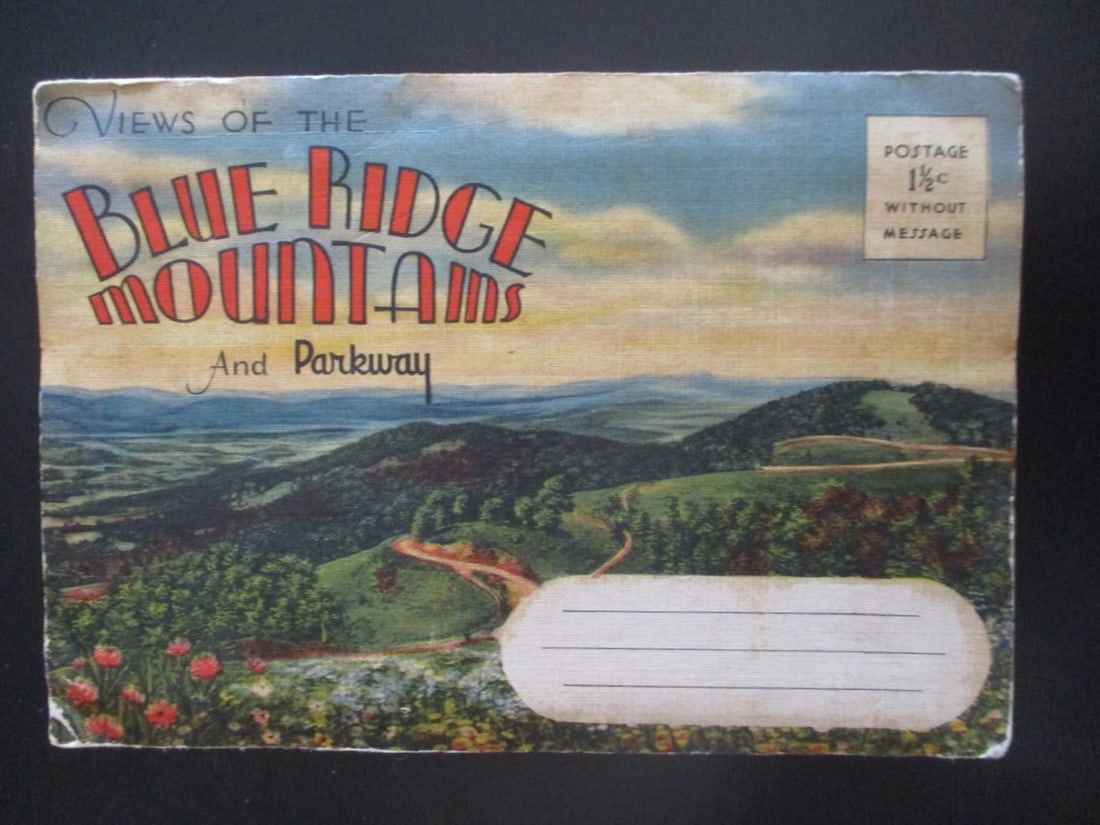 Views of the
Blue Ridge
Mountains
And Parkway
POSTAGE
1½c
WITHOUT
MESSAGE